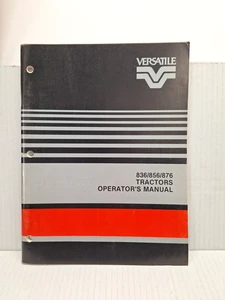 VERSATILE
836/856/876
TRACTORS
OPERATOR'S MANUAL